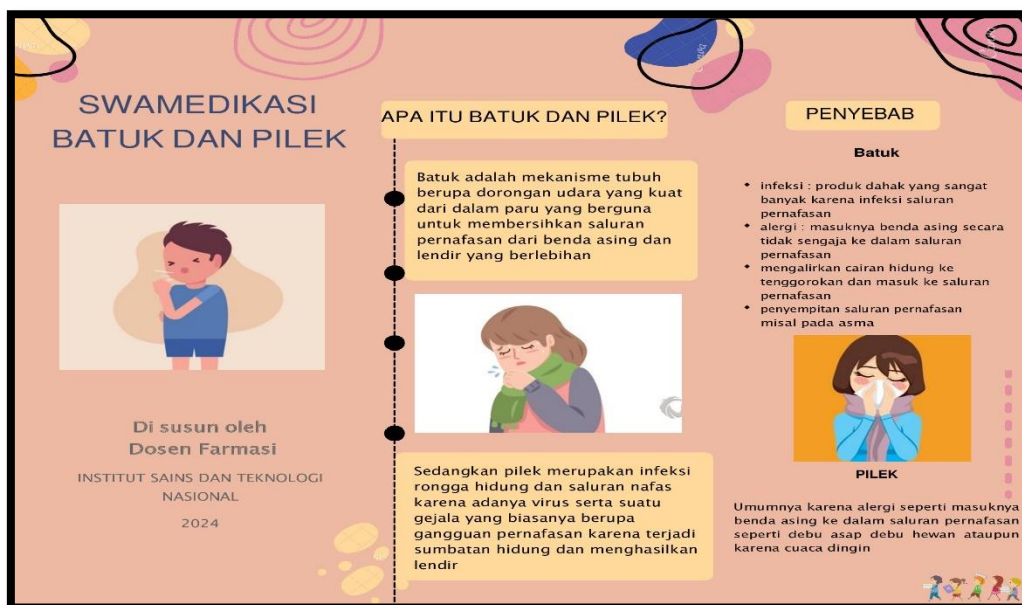 SWAMEDIKASI
BATUK DAN PILEK
Di susun oleh
Dosen Farmasi
INSTITUT SAINS DAN TEKNOLOGI
NASIONAL
2024
APA ITU BATUK DAN PILEK?
Batuk adalah mekanisme tubuh
berupa dorongan udara yang kuat
dari dalam paru yang berguna
untuk membersihkan saluran
pernafasan dari benda asing dan
lendir yang berlebihan
Sedangkan pilek merupakan infeksi
rongga hidung dan saluran nafas
karena adanya virus serta suatu
gejala yang biasanya berupa
gangguan pernafasan karena terjadi
sumbatan hidung dan menghasilkan
lendir
PENYEBAB
Batuk
• infeksi : produk dahak yang sangat
banyak karena infeksi saluran
pernafasan
• alergi : masuknya benda asing secara
tidak sengaja ke dalam saluran
pernafasan
• mengalirkan cairan hidung ke
tenggorokan dan masuk ke saluran
pernafasan
• penyempitan saluran pernafasan
misal pada asma
PILEK
Umumnya karena alergi seperti masuknya
benda asing ke dalam saluran pernafasan
seperti debu asap debu hewan ataupun
karena cuaca dingin